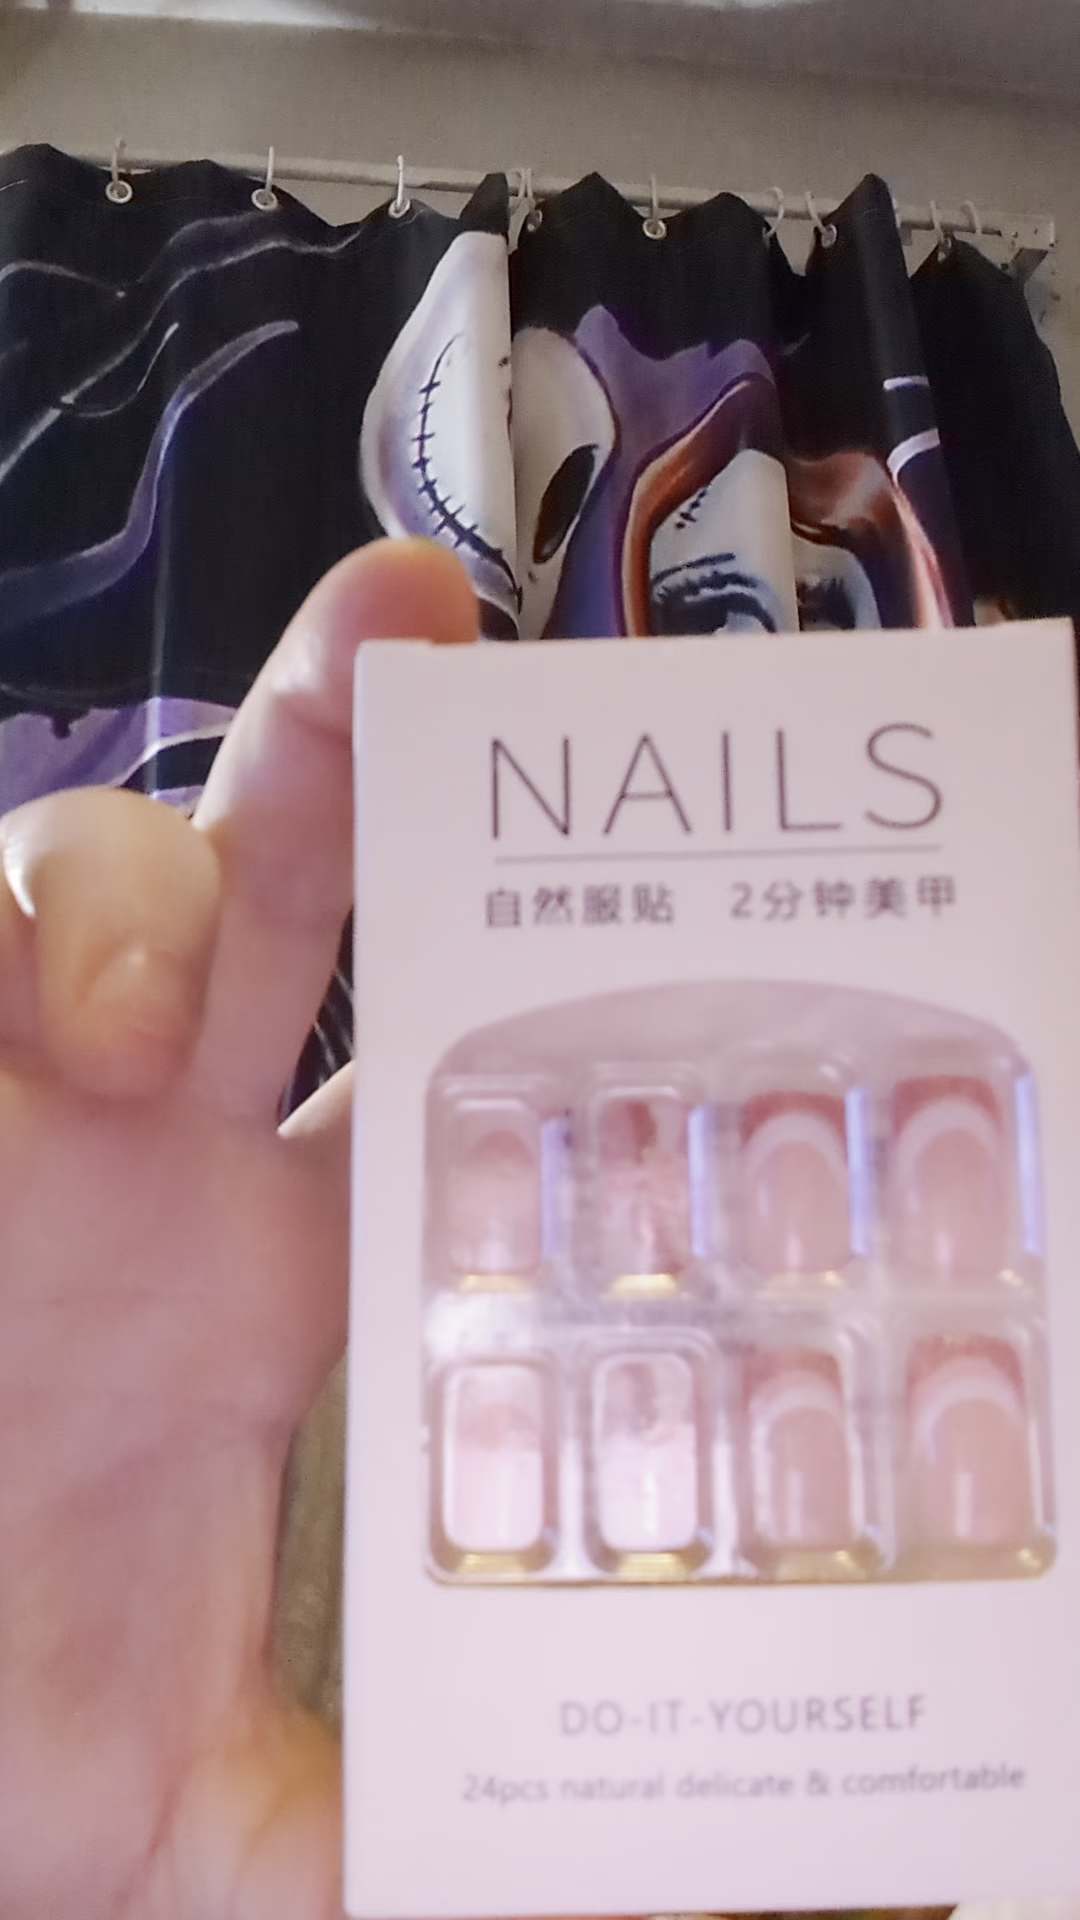 NAILS
自然服贴 2分钟美甲
DO-IT-YOURSELF
24pcs natural delicate & comfortable